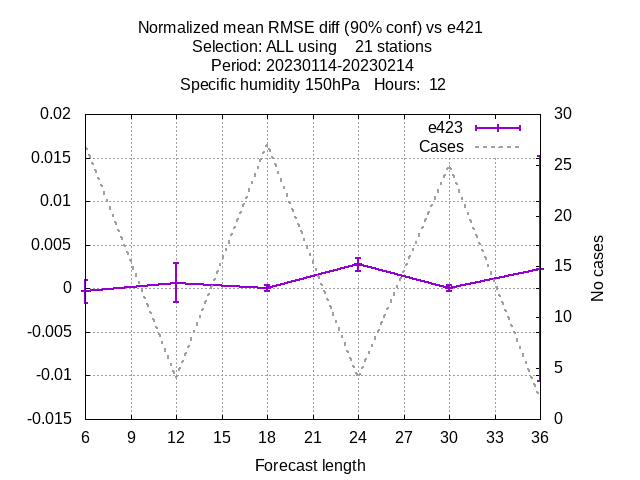 Normalized mean RMSE diff (90% conf) vs e421
Selection: ALL using    21 stations
Period: 20230114-20230214
Specific humidity 150hPa   Hours:  12
0.02
0.015
0.01
0.005
0
-0.005
-0.01
-0.015
30
25
20
15
10
5
0
e423
Cases
No cases
6 9 12 15 18 21 24 27 30 33 36
Forecast length